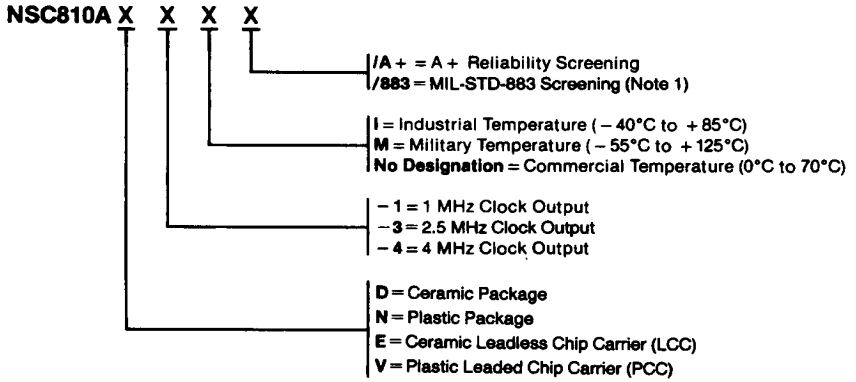 NSC810A X X X X
/A + = A + Reliability Screening
/883 = MIL-STD-883 Screening (Note 1)
I = Industrial Temperature (– 40°C to + 85°C)
M = Military Temperature (– 55°C to + 125°C)
No Designation = Commercial Temperature (0°C to 70°C)
– 1 = 1 MHz Clock Output
– 3 = 2.5 MHz Clock Output
– 4 = 4 MHz Clock Output
D = Ceramic Package
N = Plastic Package
E = Ceramic Leadless Chip Carrier (LCC)
V = Plastic Leaded Chip Carrier (PCC)